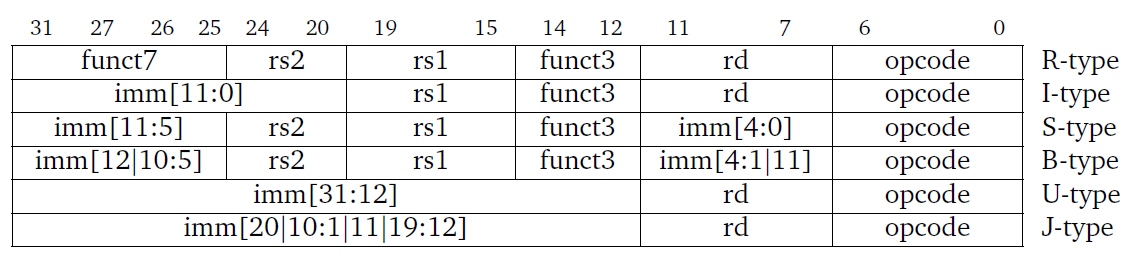 31 27 26 25 24 20 19 15 14 12 11 7 6 0
funct7 rs2 rs1 funct3 rd opcode R-type
imm[11:0] rs1 funct3 rd opcode I-type
imm[11:5] rs2 rs1 funct3 imm[4:0] opcode S-type
imm[12|10:5] rs2 rs1 funct3 imm[4:1|11] opcode B-type
imm[31:12] rd opcode U-type
imm[20|10:1|11|19:12] rd opcode J-type